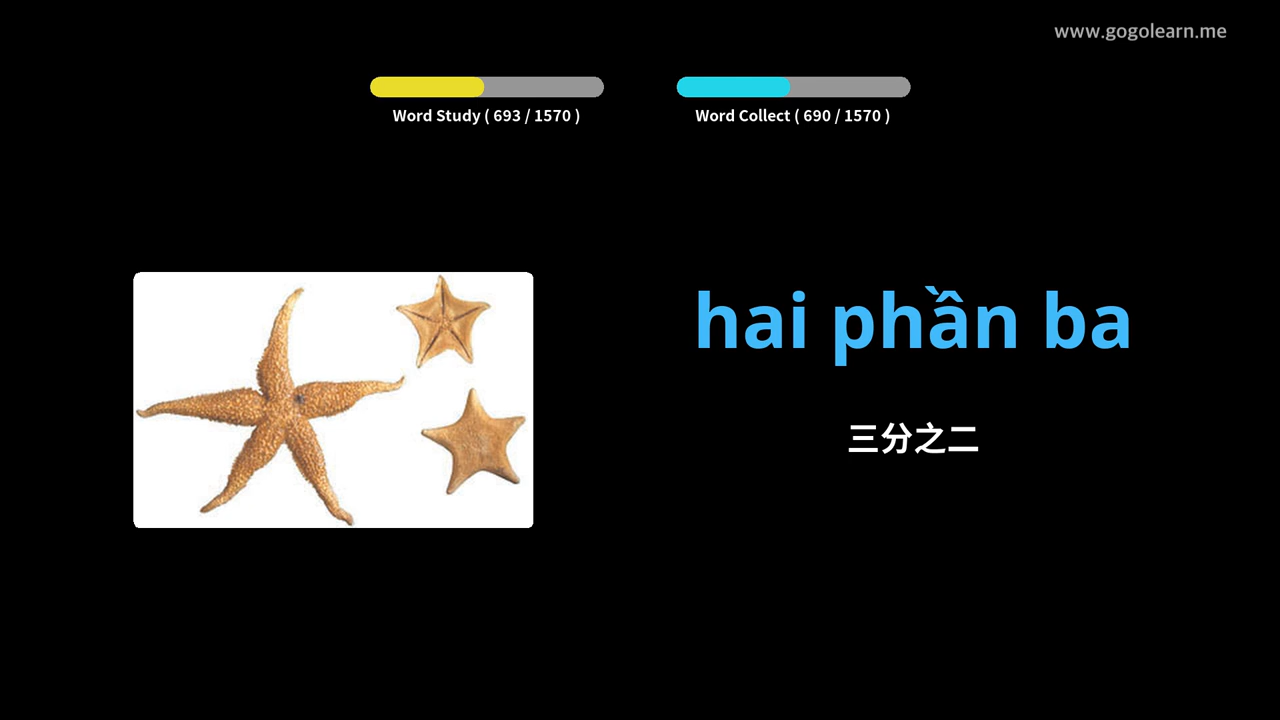 www.gogolearn.me
Word Study ( 693 / 1570 )
Word Collect ( 690 / 1570 )
hai phần ba
三分之二